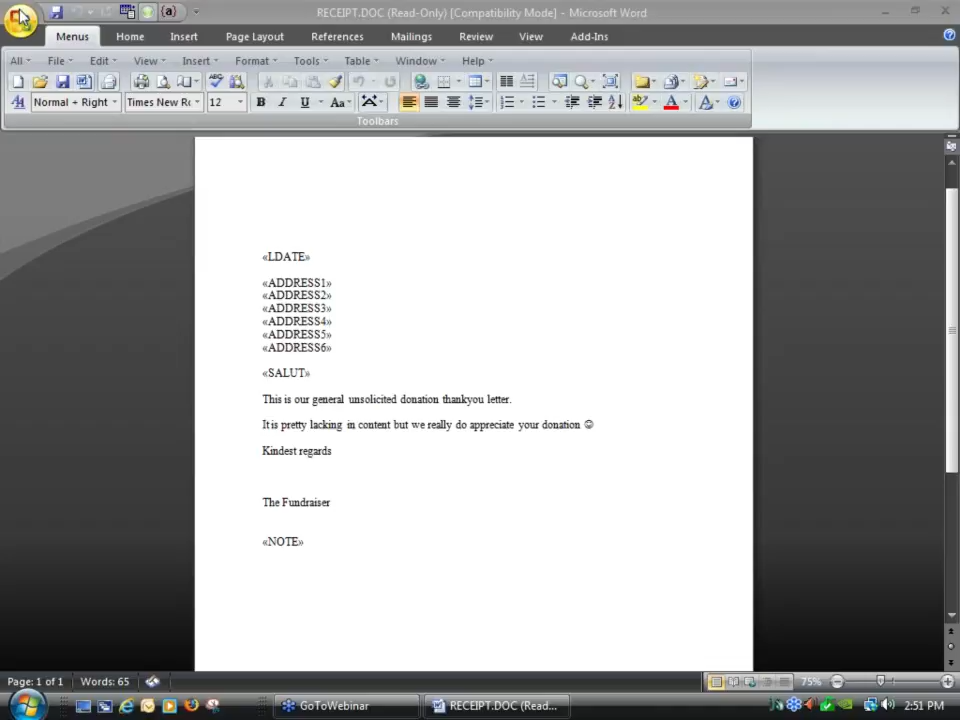 RECEIPT.DOC (Read-Only) [Compatibility Mode] - Microsoft Word
Menus Home Insert Page Layout References Mailings Review View Add-Ins
All File Edit View Insert Format Tools Table Window Help
Normal + Right Times New Ro 12 B I U Aa
Toolbars
«LDATE»
«ADDRESS1»
«ADDRESS2»
«ADDRESS3»
«ADDRESS4»
«ADDRESS5»
«ADDRESS6»
«SALUT»
This is our general unsolicited donation thankyou letter.
It is pretty lacking in content but we really do appreciate your donation ☺
Kindest regards
The Fundraiser
«NOTE»
Page: 1 of 1 Words: 65 75%
GoToWebinar RECEIPT.DOC (Read... 2:51 PM